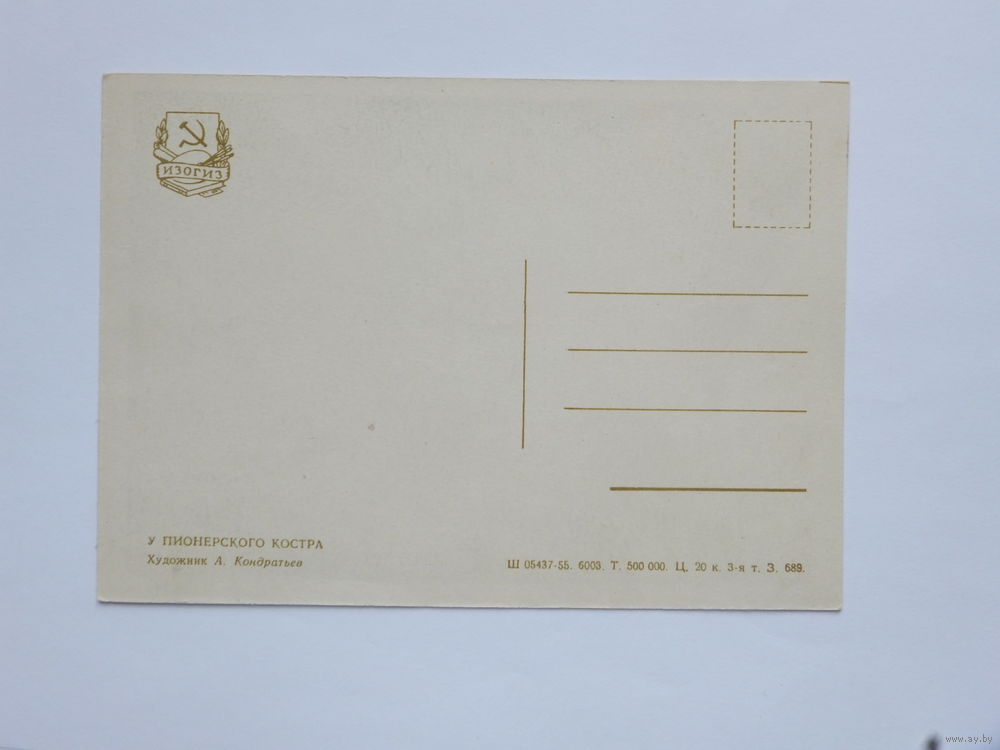 ИЗОГИЗ
У ПИОНЕРСКОГО КОСТРА
Художник А. Кондратьев
Ш 05437-55. 6003. Т. 500 000. Ц. 20 к. 3-я т. З. 689.
www.ay.by